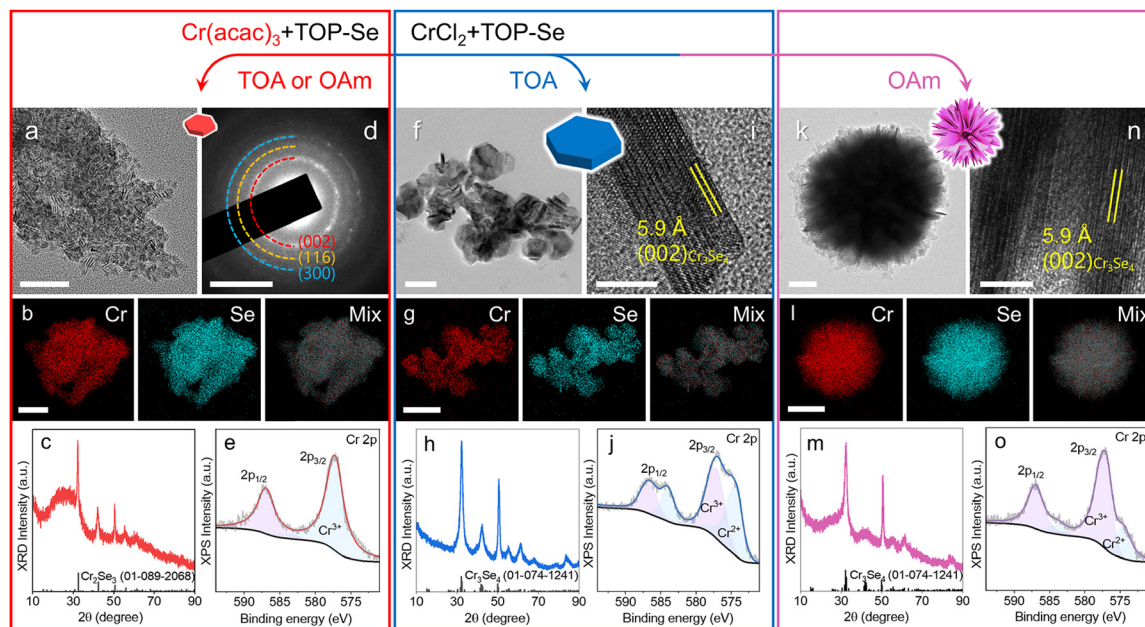 Cr(acac)₃+TOP-Se
CrCl₂+TOP-Se
TOA or OAm
TOA
OAm
a
d
(002)
(116)
(300)
f
i
5.9 Å
k
n
5.9 Å
(002)Cr₃Se₄
b
Cr
Se
Mix
g
Cr
Se
Mix
l
Cr
Se
Mix
c
XRD Intensity (a.u.)
Cr₂Se₃ (01-089-2068)
10 30 50 70 90
2θ (degree)
e
Cr 2p
2p₁/₂
2p₃/₂
Cr³⁺
XPS Intensity (a.u.)
590 585 580 575
Binding energy (eV)
h
XRD Intensity (a.u.)
Cr₃Se₄ (01-074-1241)
10 30 50 70 90
2θ (degree)
j
Cr 2p
2p₁/₂
2p₃/₂
Cr³⁺
Cr²⁺
XPS Intensity (a.u.)
590 585 580 575
Binding energy (eV)
m
XRD Intensity (a.u.)
Cr₃Se₄ (01-074-1241)
10 30 50 70 90
2θ (degree)
o
Cr 2p
2p₁/₂
2p₃/₂
Cr³⁺
Cr²⁺
XPS Intensity (a.u.)
590 585 580 575
Binding energy (eV)